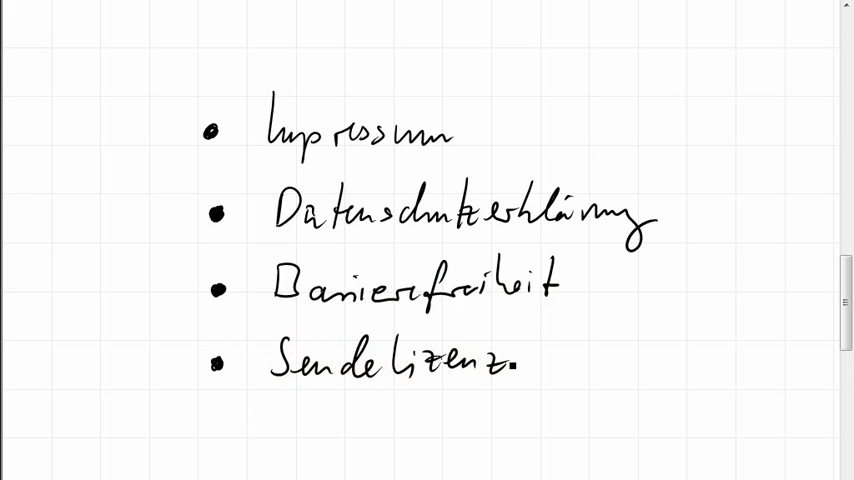 • Impressum
• Datenschutzerklärung
• Barrierefreiheit
• Sendelizenz.